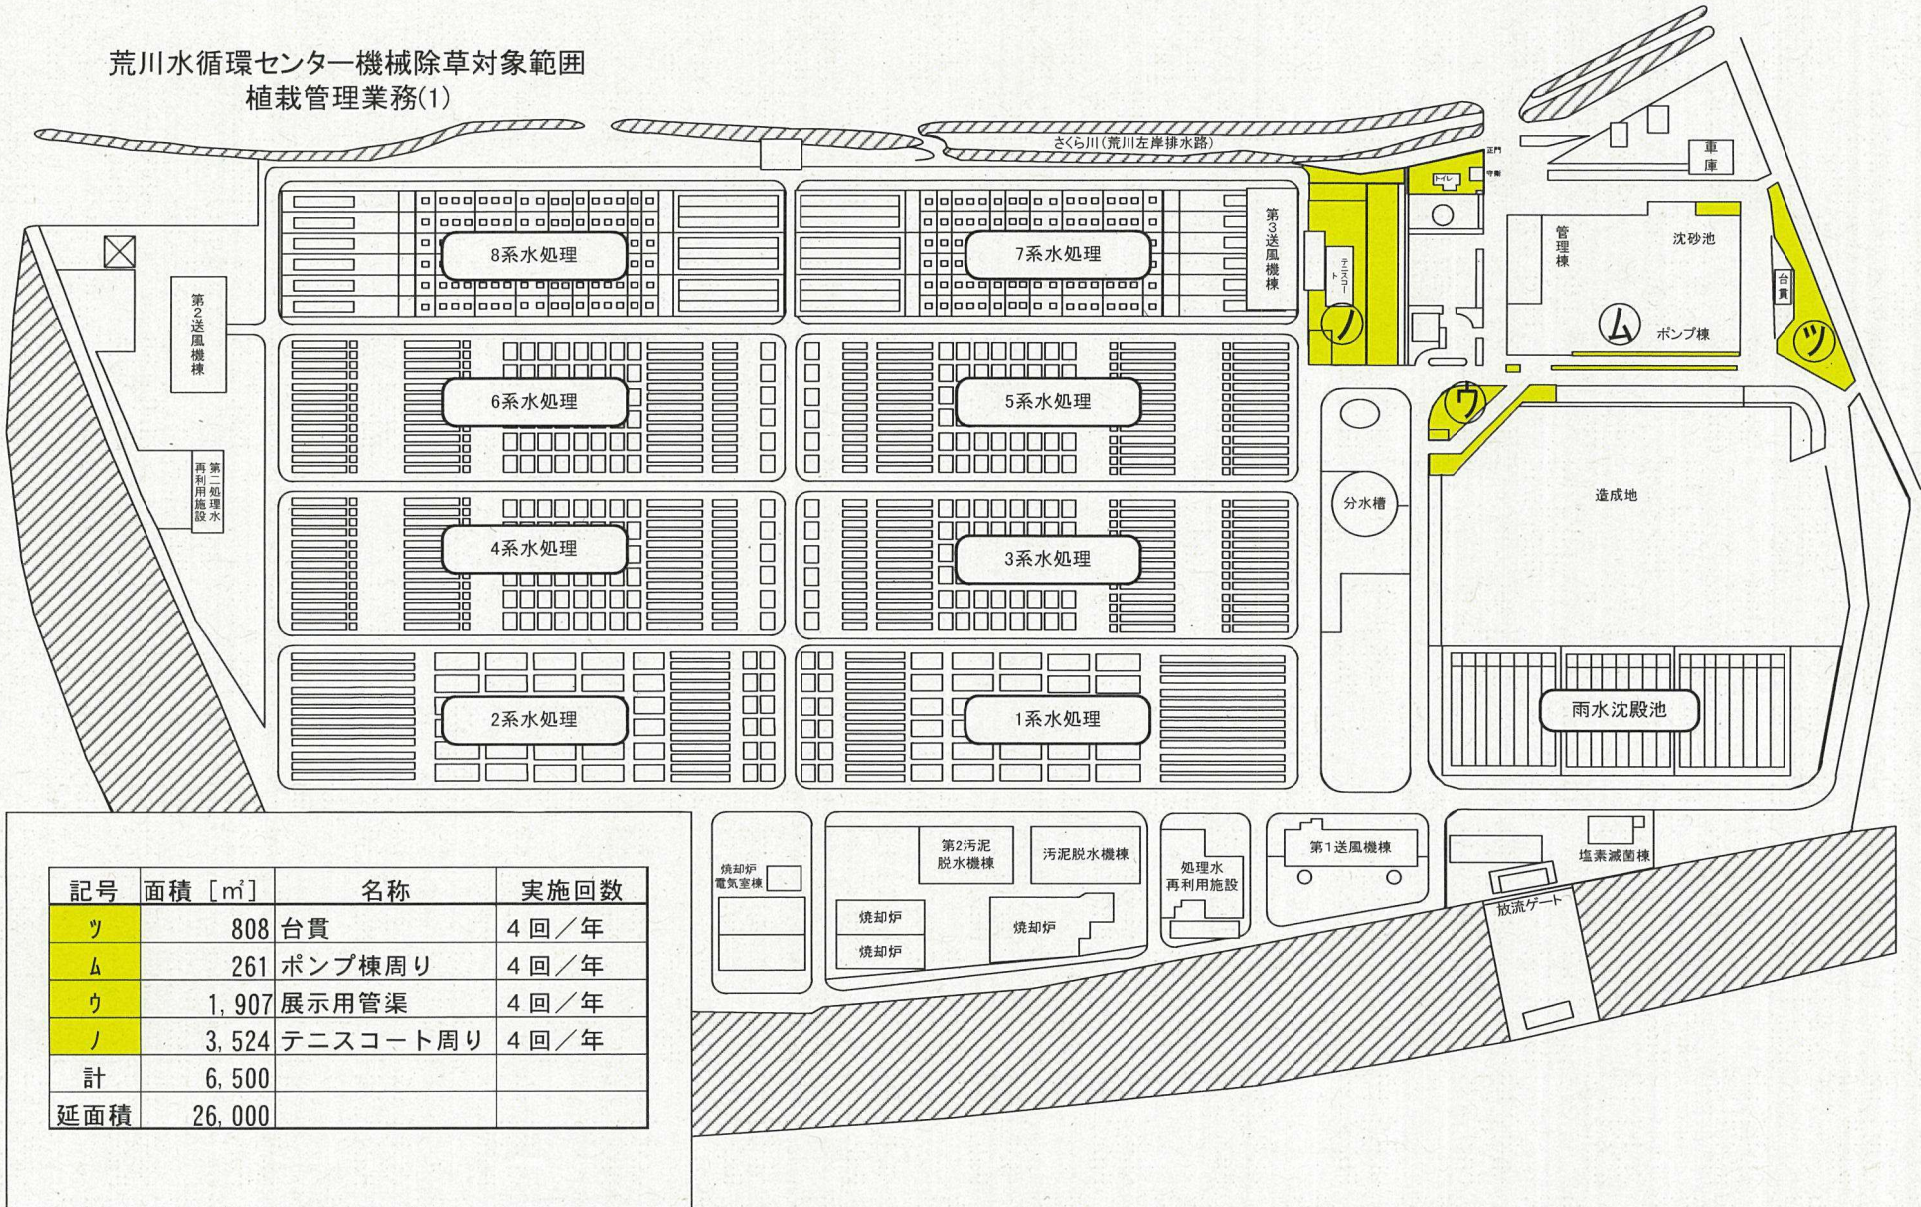 荒川水循環センター機械除草対象範囲
植栽管理業務(1)
さくら川(荒川左岸排水路)
正門
守衛
トイレ
車庫
8系水処理
7系水処理
第3送風機棟
テニスコート
ノ
管理棟
沈砂池
台貫
ム
ポンプ棟
ツ
第2送風機棟
6系水処理
5系水処理
ウ
第二処理水
再利用施設
分水槽
造成地
4系水処理
3系水処理
2系水処理
1系水処理
雨水沈殿池
焼却炉
電気室棟
第2汚泥
脱水機棟
汚泥脱水機棟
焼却炉
焼却炉
焼却炉
処理水
再利用施設
第1送風機棟
塩素滅菌棟
放流ゲート
記号 面積 [㎡] 名称 実施回数
ツ 808 台貫 4回/年
ム 261 ポンプ棟周り 4回/年
ウ 1,907 展示用管渠 4回/年
ノ 3,524 テニスコート周り 4回/年
計 6,500
延面積 26,000